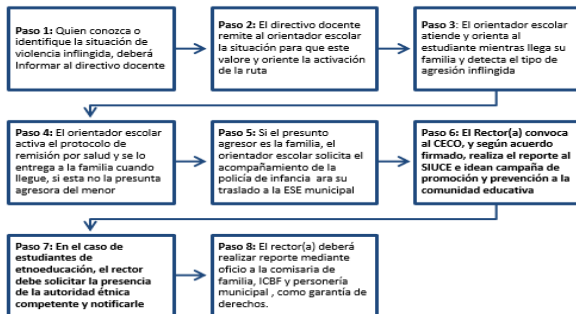 Paso 1: Quien conozca o
identifique la situación de
violencia inflingida, deberá
Informar al directivo docente
Paso 2: El directivo docente
remite al orientador escolar
la situación para que este
valore y oriente la activación
de la ruta
Paso 3: El orientador escolar
atiende y orienta al
estudiante mientras llega su
familia y detecta el tipo de
agresión inflingida
Paso 4: El orientador escolar
activa el protocolo de
remisión por salud y se lo
entrega a la familia cuando
llegue, si esta no la presunta
agresora del menor
Paso 5: Si el presunto
agresor es la familia, el
orientador escolar solicita el
acompañamiento de la
policía de infancia ara su
traslado a la ESE municipal
Paso 6: El Rector(a) convoca
al CECO, y según acuerdo
firmado, realiza el reporte al
SIUCE e idean campaña de
promoción y prevención a la
comunidad educativa
Paso 7: En el caso de
estudiantes de
etnoeducación, el rector
debe solicitar la presencia
de la autoridad étnica
competente y notificarle
Paso 8: El rector(a) deberá
realizar reporte mediante
oficio a la comisaria de
familia, ICBF y personería
municipal , como garantía de
derechos.